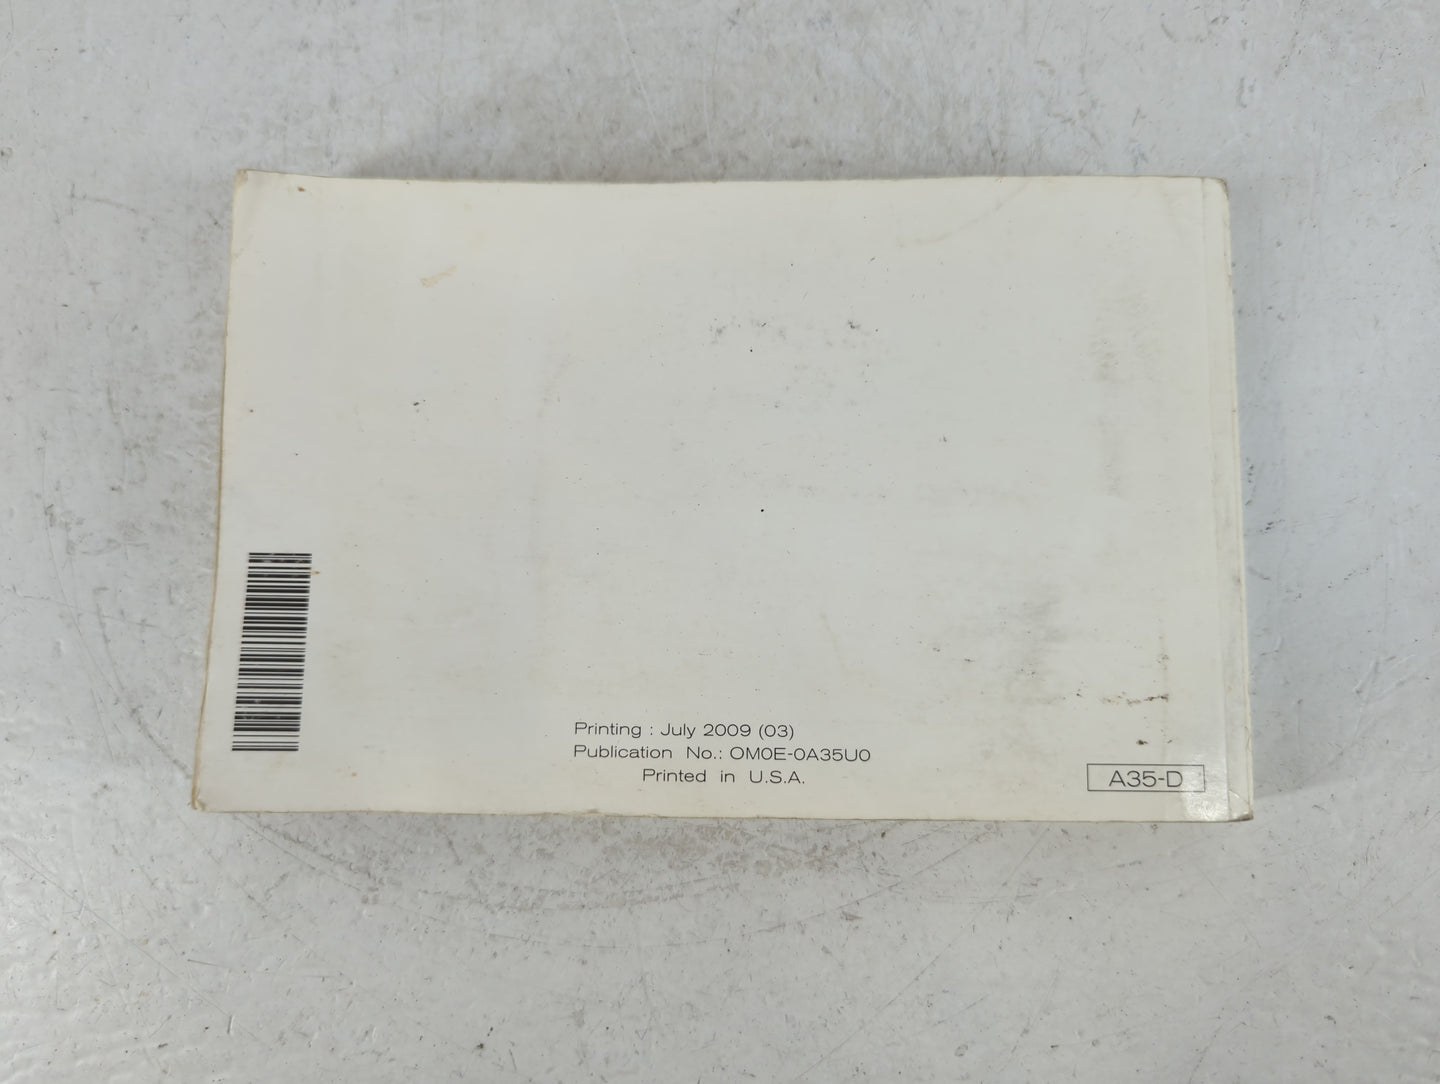 Printing : July 2009 (03)
Publication No.: OM0E-0A35U0
Printed in U.S.A.
A35-D